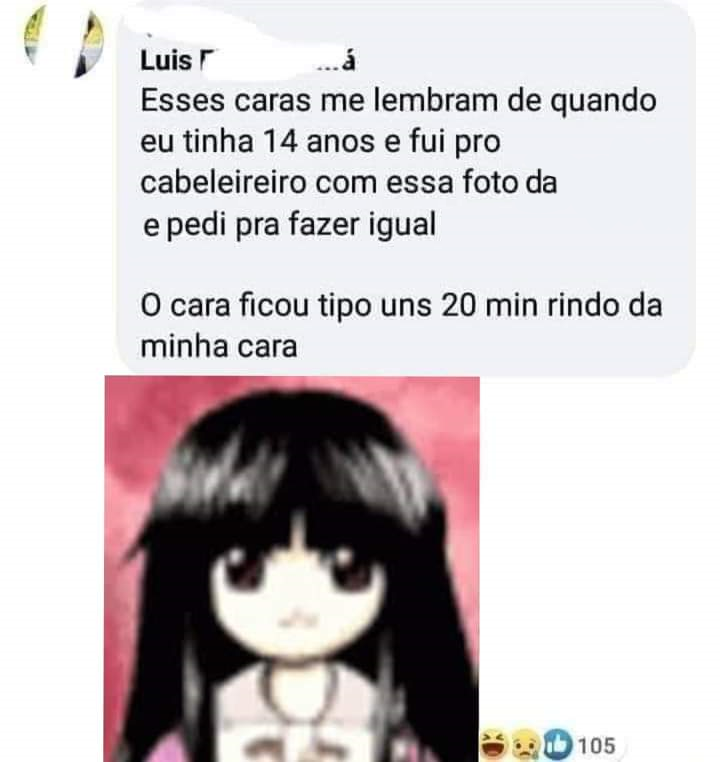 Luis
Esses caras me lembram de quando
eu tinha 14 anos e fui pro
cabeleireiro com essa foto da
e pedi pra fazer igual
O cara ficou tipo uns 20 min rindo da
minha cara
105